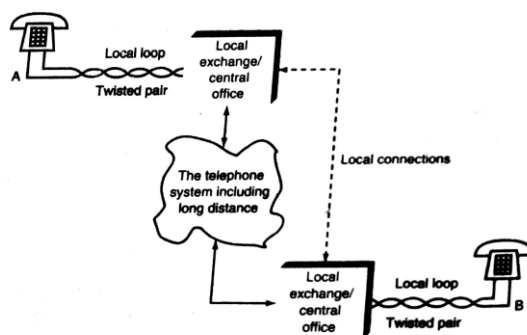 Local loop
A
Twisted pair
Local
exchange/
central
office
Local connections
The telephone
system including
long distance
Local
exchange/
central
office
Local loop
B
Twisted pair